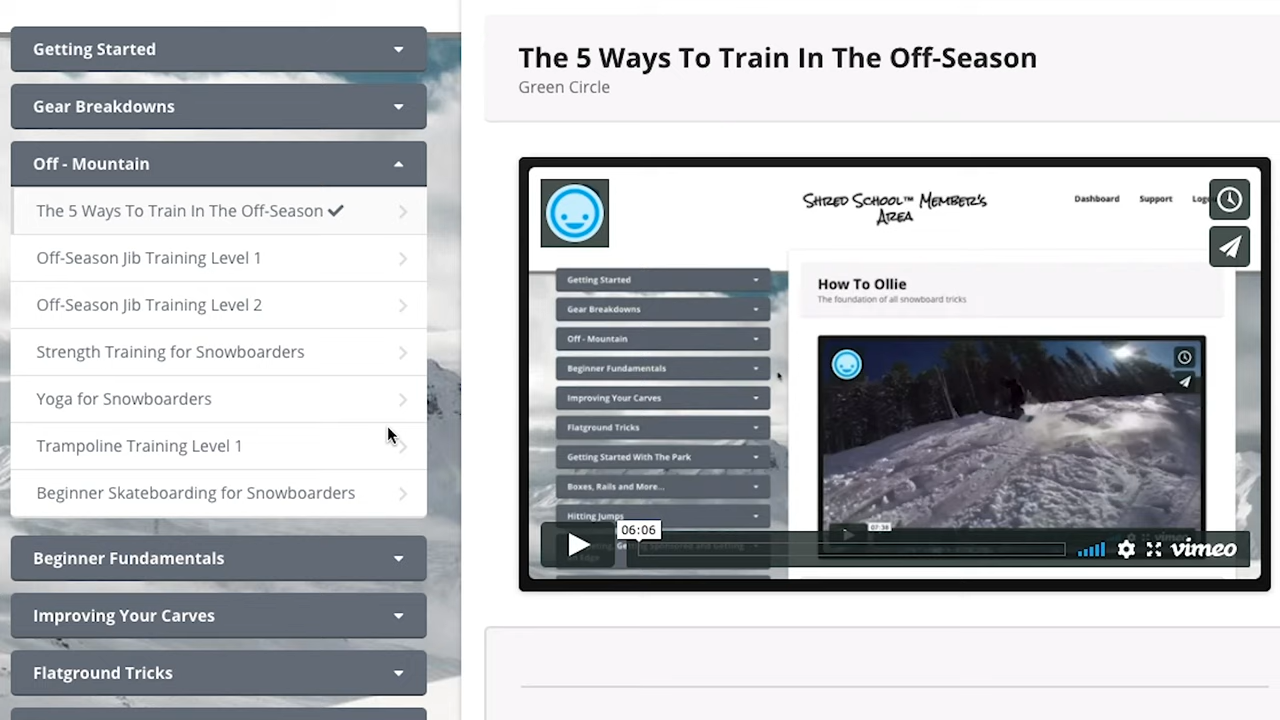 Getting Started
Gear Breakdowns
Off - Mountain
The 5 Ways To Train In The Off-Season
Off-Season Jib Training Level 1
Off-Season Jib Training Level 2
Strength Training for Snowboarders
Yoga for Snowboarders
Trampoline Training Level 1
Beginner Skateboarding for Snowboarders
Beginner Fundamentals
Improving Your Carves
Flatground Tricks
The 5 Ways To Train In The Off-Season
Green Circle
Shred School™ Member's
Area
Dashboard
Support
Getting Started
Gear Breakdowns
Off - Mountain
Beginner Fundamentals
Improving Your Carves
Flatground Tricks
Getting Started With The Park
Boxes, Rails and More...
Hitting Jumps
How To Ollie
The foundation of all snowboard tricks
07:38
06:06
vimeo